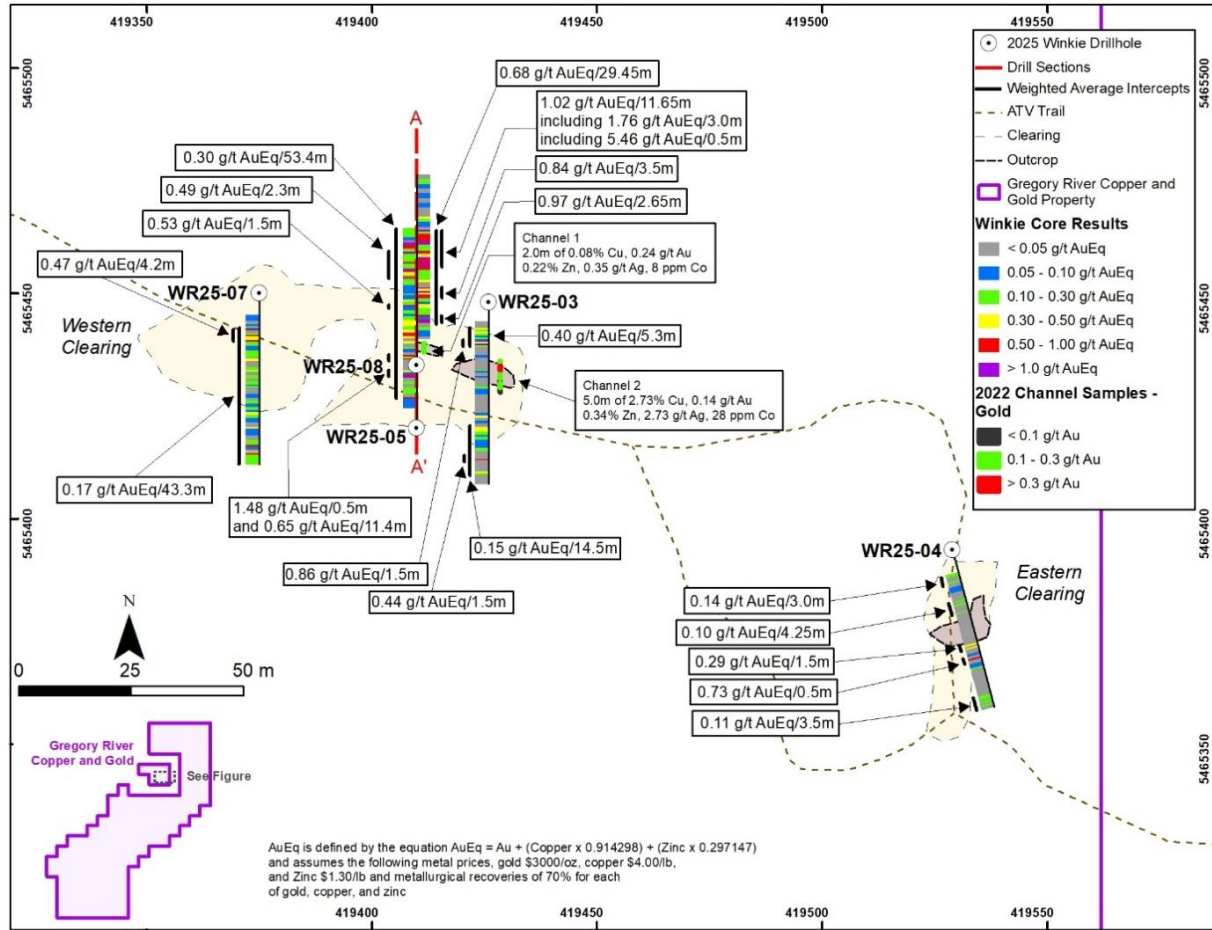 419350
419400
419450
419500
419550
5465500
5465450
5465400
5465350
5465500
5465450
5465400
5465350
419350
419400
419450
419500
419550
2025 Winkie Drillhole
Drill Sections
Weighted Average Intercepts
ATV Trail
Clearing
Outcrop
Gregory River Copper and
Gold Property
Winkie Core Results
< 0.05 g/t AuEq
0.05 - 0.10 g/t AuEq
0.10 - 0.30 g/t AuEq
0.30 - 0.50 g/t AuEq
0.50 - 1.00 g/t AuEq
> 1.0 g/t AuEq
2022 Channel Samples -
Gold
< 0.1 g/t Au
0.1 - 0.3 g/t Au
> 0.3 g/t Au
0.68 g/t AuEq/29.45m
1.02 g/t AuEq/11.65m
including 1.76 g/t AuEq/3.0m
including 5.46 g/t AuEq/0.5m
0.84 g/t AuEq/3.5m
0.97 g/t AuEq/2.65m
A
0.30 g/t AuEq/53.4m
0.49 g/t AuEq/2.3m
0.53 g/t AuEq/1.5m
0.47 g/t AuEq/4.2m
Channel 1
2.0m of 0.08% Cu, 0.24 g/t Au
0.22% Zn, 0.35 g/t Ag, 8 ppm Co
WR25-07
WR25-03
Western
Clearing
0.40 g/t AuEq/5.3m
WR25-08
Channel 2
5.0m of 2.73% Cu, 0.14 g/t Au
0.34% Zn, 2.73 g/t Ag, 28 ppm Co
WR25-05
A'
0.17 g/t AuEq/43.3m
1.48 g/t AuEq/0.5m
and 0.65 g/t AuEq/11.4m
0.15 g/t AuEq/14.5m
0.86 g/t AuEq/1.5m
0.44 g/t AuEq/1.5m
WR25-04
Eastern
Clearing
0.14 g/t AuEq/3.0m
0.10 g/t AuEq/4.25m
0.29 g/t AuEq/1.5m
0.73 g/t AuEq/0.5m
0.11 g/t AuEq/3.5m
N
0 25 50 m
Gregory River
Copper and Gold
See Figure
AuEq is defined by the equation AuEq = Au + (Copper x 0.914298) + (Zinc x 0.297147)
and assumes the following metal prices, gold $3000/oz, copper $4.00/lb,
and Zinc $1.30/lb and metallurgical recoveries of 70% for each
of gold, copper, and zinc